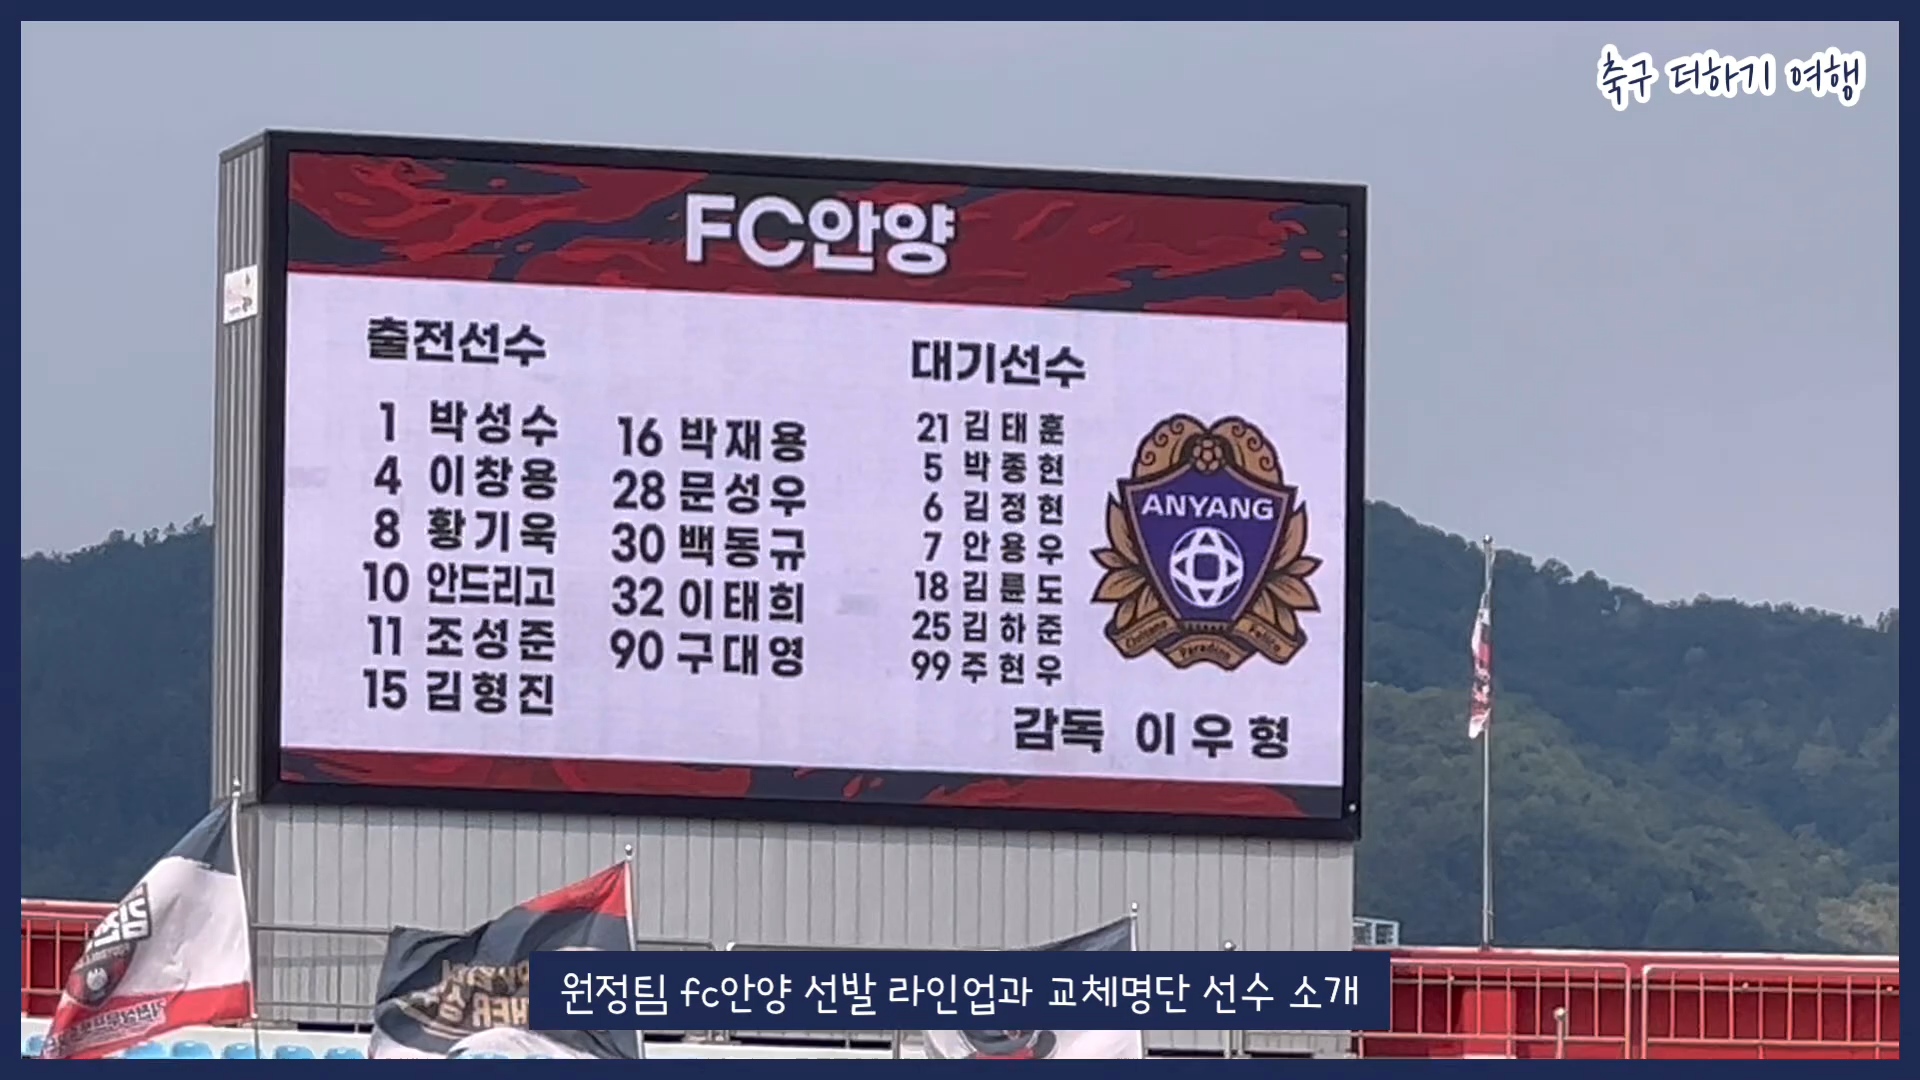 축구 더하기 여행
FC안양
출전선수
1 박성수
4 이창용
8 황기욱
10 안드리고
11 조성준
15 김형진
16 박재용
28 문성우
30 백동규
32 이태희
90 구대영
대기선수
21 김태훈
5 박종현
6 김정현
7 안용우
18 김륜도
25 김하준
99 주현우
ANYANG
Paradiso
감독 이우형
원정팀 fc안양 선발 라인업과 교체명단 선수 소개